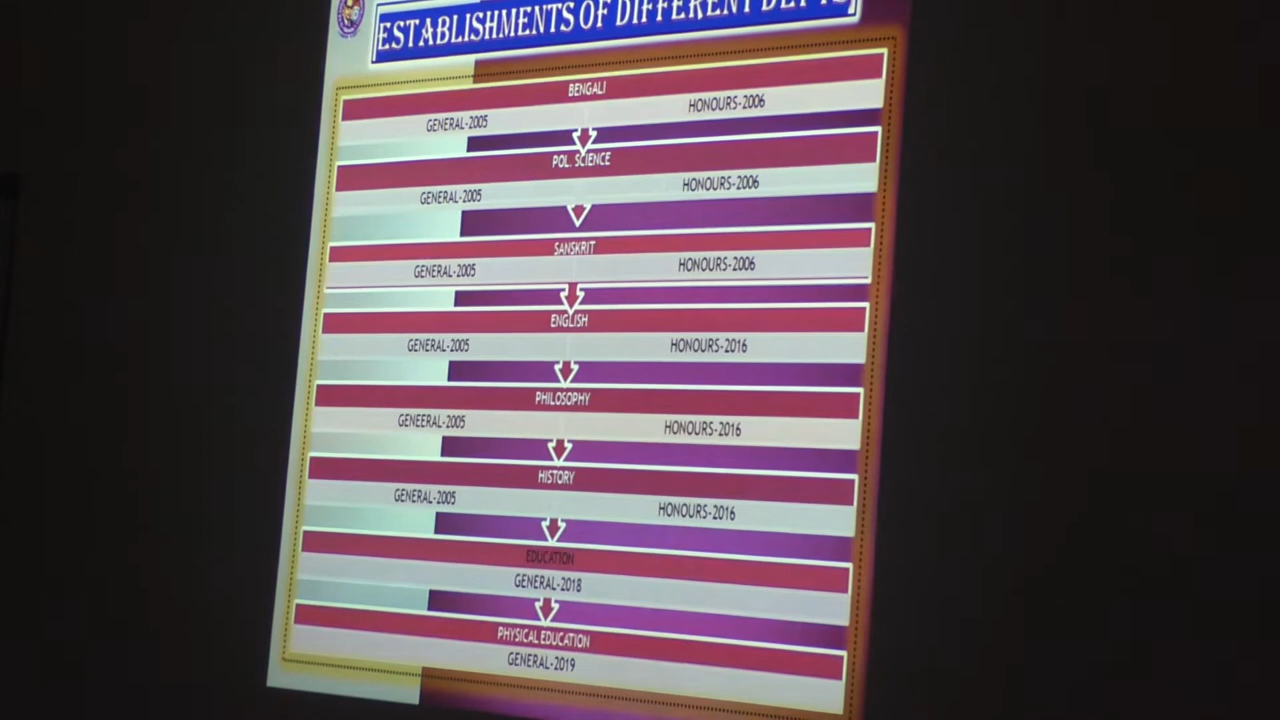 ESTABLISHMENTS OF DIFFERENT DEPTS.
BENGALI
GENERAL-2005 HONOURS-2006
POL. SCIENCE
GENERAL-2005 HONOURS-2006
SANSKRIT
GENERAL-2005 HONOURS-2006
ENGLISH
GENERAL-2005 HONOURS-2016
PHILOSOPHY
GENEERAL-2005 HONOURS-2016
HISTORY
GENERAL-2005 HONOURS-2016
EDUCATION
GENERAL-2018
PHYSICAL EDUCATION
GENERAL-2019